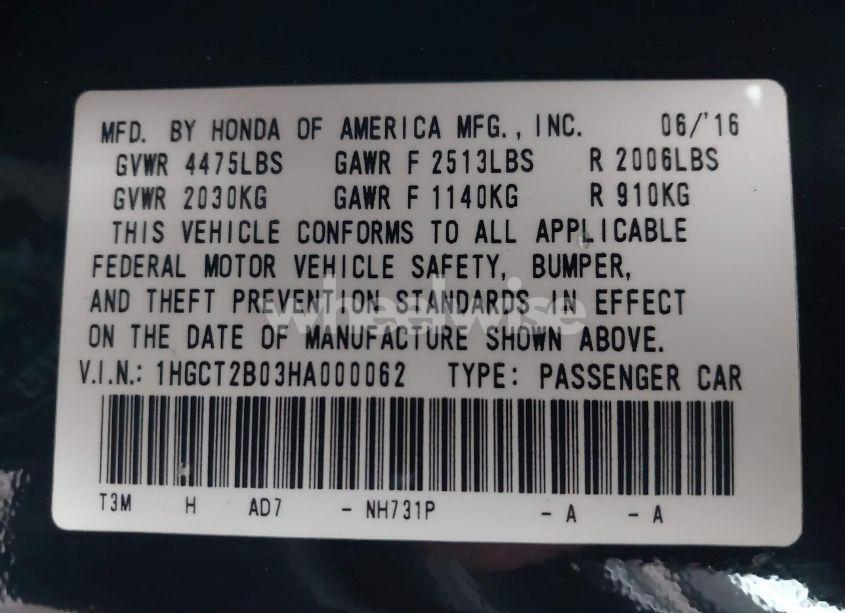 MFD. BY HONDA OF AMERICA MFG., INC. 06/'16
GVWR 4475LBS GAWR F 2513LBS R 2006LBS
GVWR 2030KG GAWR F 1140KG R 910KG
THIS VEHICLE CONFORMS TO ALL APPLICABLE
FEDERAL MOTOR VEHICLE SAFETY, BUMPER,
AND THEFT PREVENTION STANDARDS IN EFFECT
wheelwise
ON THE DATE OF MANUFACTURE SHOWN ABOVE.
V.I.N.: 1HGCT2B03HA000062 TYPE: PASSENGER CAR
T3M H AD7 - NH731P - A - A